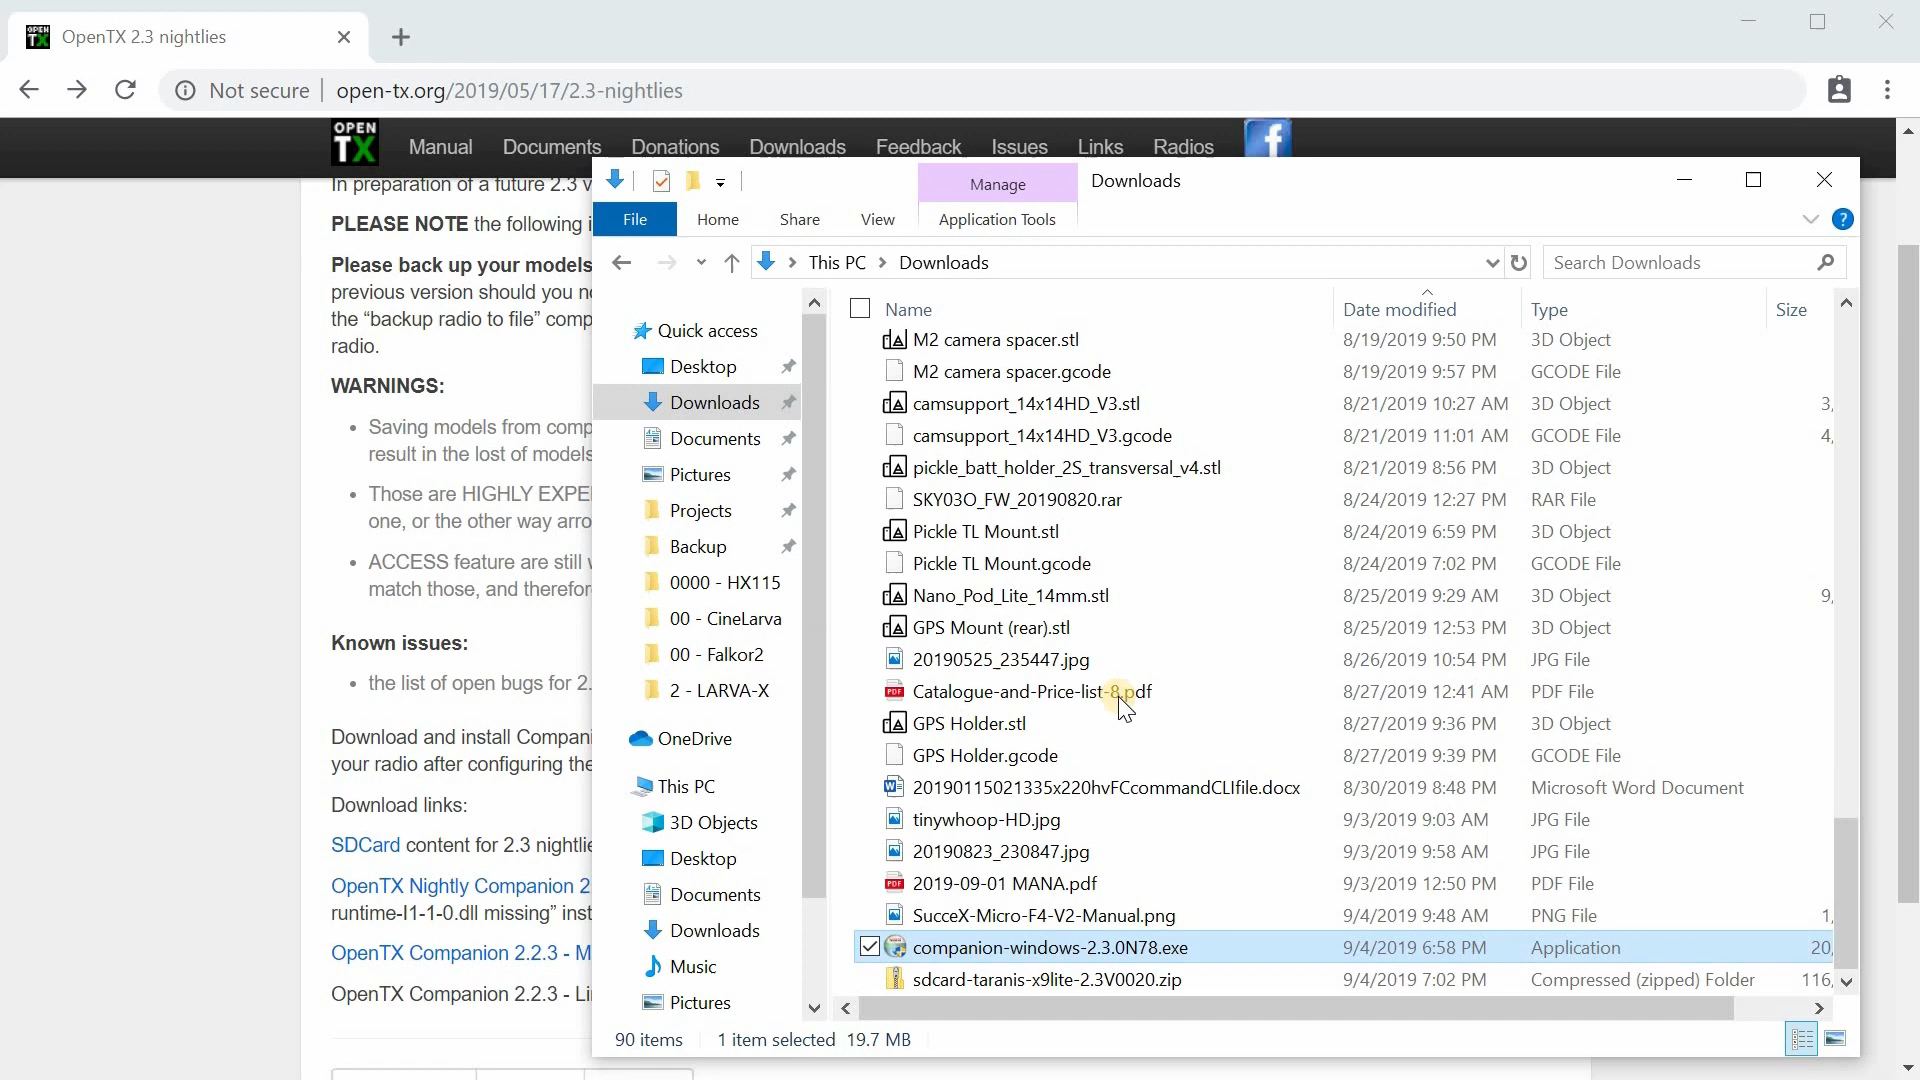 OpenTX 2.3 nightlies
Not secure
open-tx.org/2019/05/17/2.3-nightlies
OPEN TX
Manual Documents Donations Downloads Feedback Issues Links Radios
In preparation of a future 2.3 v
PLEASE NOTE the following i
Please back up your models
previous version should you n
the “backup radio to file” comp
radio.
WARNINGS:
Saving models from comp
result in the lost of models
Those are HIGHLY EXPE
one, or the other way arro
ACCESS feature are still
match those, and therefor
Known issues:
the list of open bugs for 2.
Download and install Compani
your radio after configuring the
Download links:
SDCard content for 2.3 nightlie
OpenTX Nightly Companion 2
runtime-l1-1-0.dll missing” inst
OpenTX Companion 2.2.3 - M
OpenTX Companion 2.2.3 - Li
Manage Downloads
File Home Share View Application Tools
This PC Downloads
Search Downloads
Quick access
Desktop
Downloads
Documents
Pictures
Projects
Backup
0000 - HX115
00 - CineLarva
00 - Falkor2
2 - LARVA-X
OneDrive
This PC
3D Objects
Desktop
Documents
Downloads
Music
Pictures
Name Date modified Type Size
M2 camera spacer.stl 8/19/2019 9:50 PM 3D Object
M2 camera spacer.gcode 8/19/2019 9:57 PM GCODE File
camsupport_14x14HD_V3.stl 8/21/2019 10:27 AM 3D Object 3,
camsupport_14x14HD_V3.gcode 8/21/2019 11:01 AM GCODE File 4,
pickle_batt_holder_2S_transversal_v4.stl 8/21/2019 8:56 PM 3D Object
SKY03O_FW_20190820.rar 8/24/2019 12:27 PM RAR File
Pickle TL Mount.stl 8/24/2019 6:59 PM 3D Object
Pickle TL Mount.gcode 8/24/2019 7:02 PM GCODE File
Nano_Pod_Lite_14mm.stl 8/25/2019 9:29 AM 3D Object 9,
GPS Mount (rear).stl 8/25/2019 12:53 PM 3D Object
20190525_235447.jpg 8/26/2019 10:54 PM JPG File
Catalogue-and-Price-list-8.pdf 8/27/2019 12:41 AM PDF File
GPS Holder.stl 8/27/2019 9:36 PM 3D Object
GPS Holder.gcode 8/27/2019 9:39 PM GCODE File
20190115021335x220hvFCcommandCLIfile.docx 8/30/2019 8:48 PM Microsoft Word Document
tinywhoop-HD.jpg 9/3/2019 9:03 AM JPG File
20190823_230847.jpg 9/3/2019 9:58 AM JPG File
2019-09-01 MANA.pdf 9/3/2019 12:50 PM PDF File
SucceX-Micro-F4-V2-Manual.png 9/4/2019 9:48 AM PNG File 1,
companion-windows-2.3.0N78.exe 9/4/2019 6:58 PM Application 20,
sdcard-taranis-x9lite-2.3V0020.zip 9/4/2019 7:02 PM Compressed (zipped) Folder 116,
90 items 1 item selected 19.7 MB